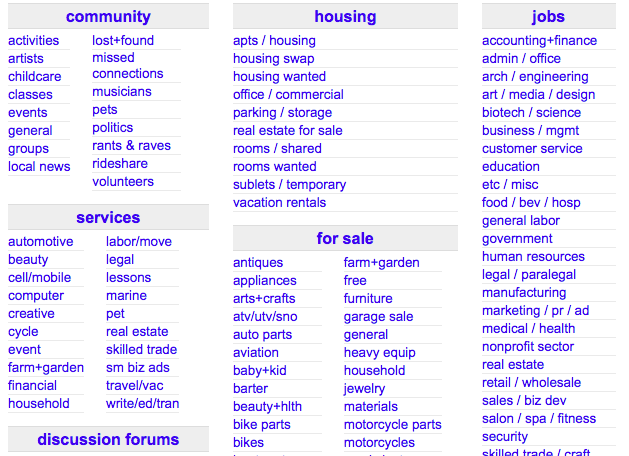 community
activities
artists
childcare
classes
events
general
groups
local news
lost+found
missed
connections
musicians
pets
politics
rants & raves
rideshare
volunteers
services
automotive
beauty
cell/mobile
computer
creative
cycle
event
farm+garden
financial
household
labor/move
legal
lessons
marine
pet
real estate
skilled trade
sm biz ads
travel/vac
write/ed/tran
discussion forums
housing
apts / housing
housing swap
housing wanted
office / commercial
parking / storage
real estate for sale
rooms / shared
rooms wanted
sublets / temporary
vacation rentals
for sale
antiques
appliances
arts+crafts
atv/utv/sno
auto parts
aviation
baby+kid
barter
beauty+hlth
bike parts
bikes
farm+garden
free
furniture
garage sale
general
heavy equip
household
jewelry
materials
motorcycle parts
motorcycles
jobs
accounting+finance
admin / office
arch / engineering
art / media / design
biotech / science
business / mgmt
customer service
education
etc / misc
food / bev / hosp
general labor
government
human resources
legal / paralegal
manufacturing
marketing / pr / ad
medical / health
nonprofit sector
real estate
retail / wholesale
sales / biz dev
salon / spa / fitness
security
skilled trade / craft